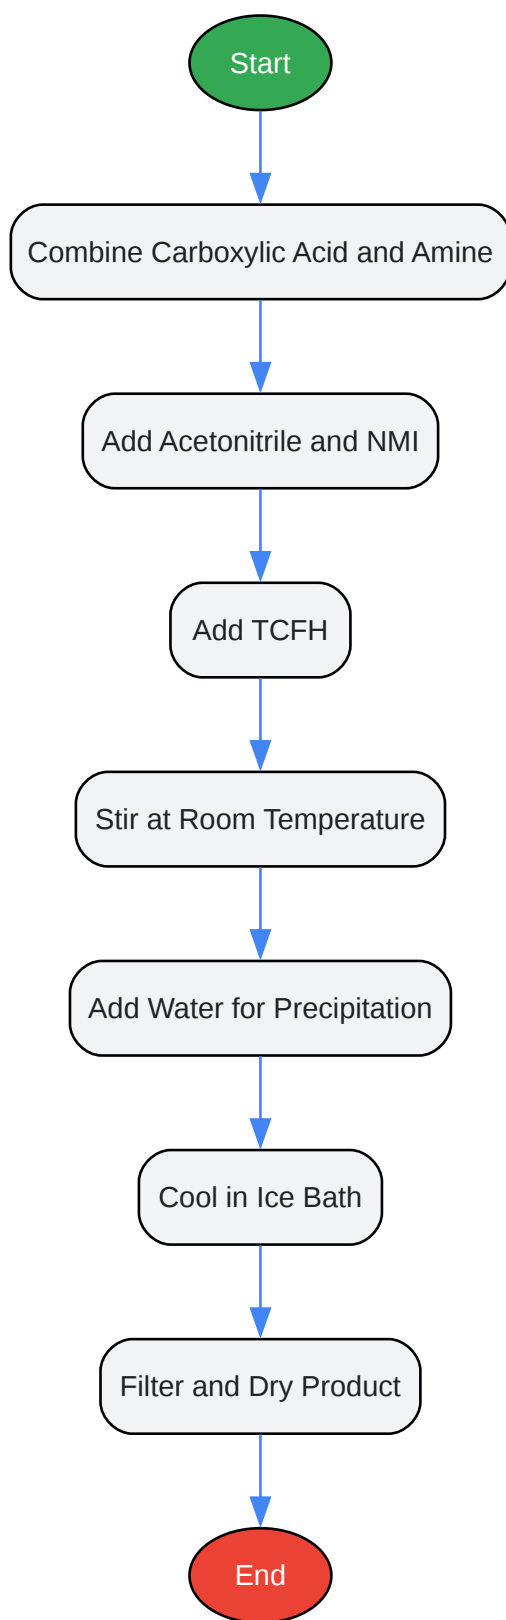 Start
Combine Carboxylic Acid and Amine
Add Acetonitrile and NMI
Add TCFH
Stir at Room Temperature
Add Water for Precipitation
Cool in Ice Bath
Filter and Dry Product
End